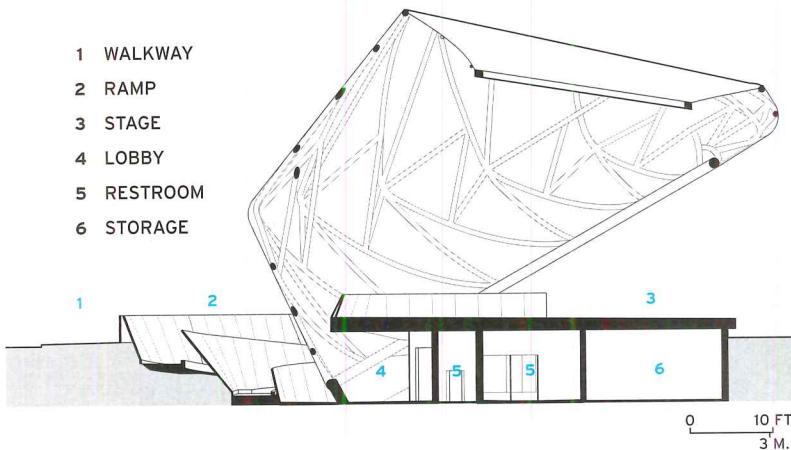 1 WALKWAY
2 RAMP
3 STAGE
4 LOBBY
5 RESTROOM
6 STORAGE
1
2
3
4
5
5
6
0 10 FT.
3 M.